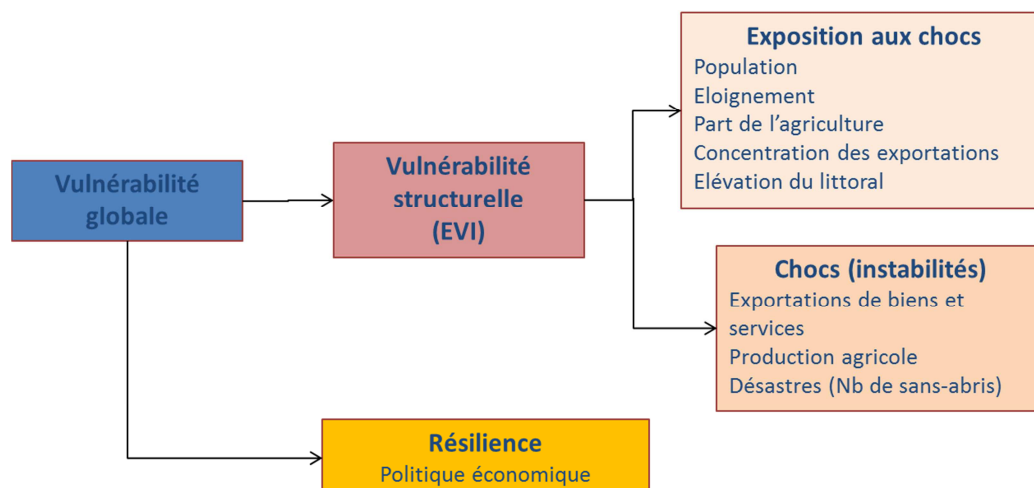 Exposition aux chocs
Population
Eloignement
Part de l'agriculture
Concentration des exportations
Elévation du littoral
Vulnérabilité
globale
Vulnérabilité
structurelle
(EVI)
Chocs (instabilités)
Exportations de biens et
services
Production agricole
Désastres (Nb de sans-abris)
Résilience
Politique économique